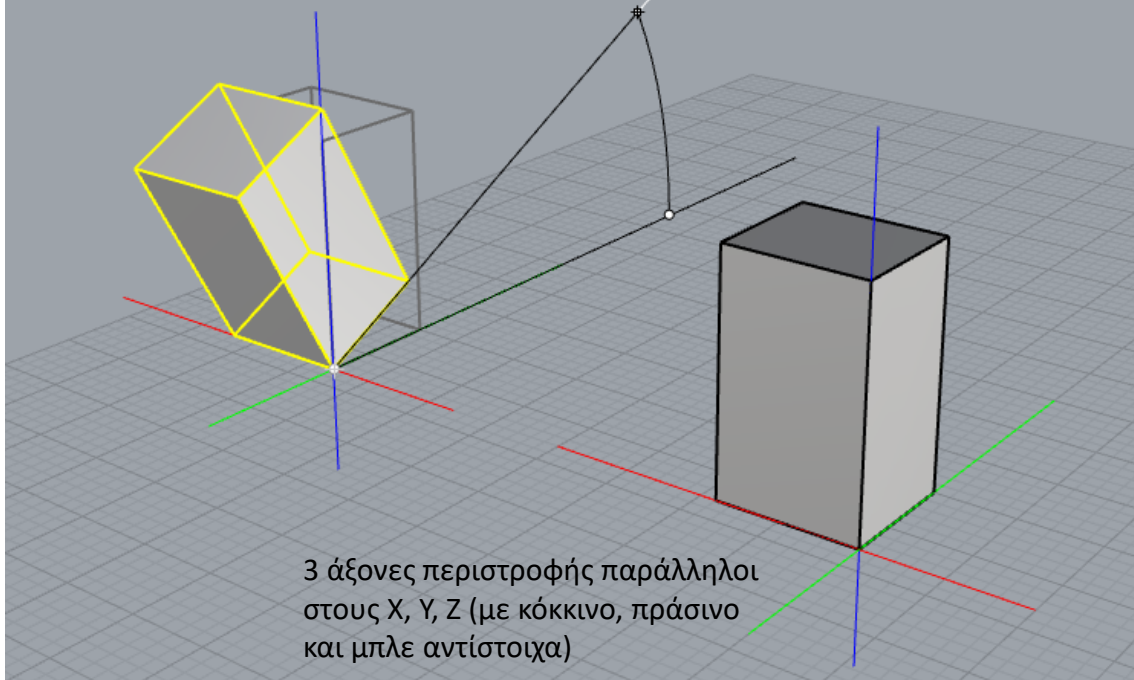 3 άξονες περιστροφής παράλληλοι
στους X, Y, Z (με κόκκινο, πράσινο
και μπλε αντίστοιχα)